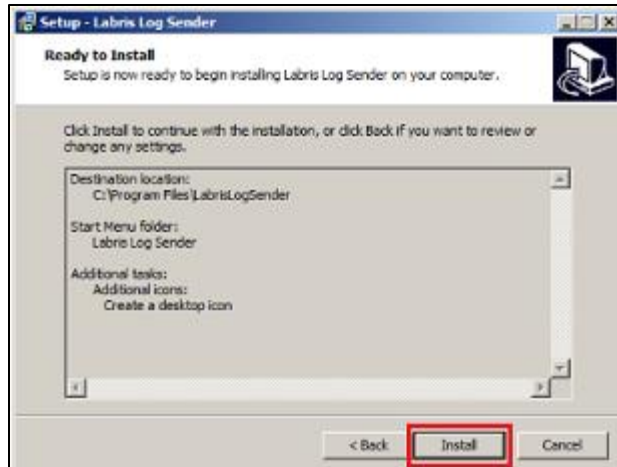 Setup - Labris Log Sender
Ready to Install
Setup is now ready to begin installing Labris Log Sender on your computer.
Click Install to continue with the installation, or click Back if you want to review or
change any settings.
Destination location:
C:\Program Files\LabrisLogSender
Start Menu folder:
Labris Log Sender
Additional tasks:
Additional icons:
Create a desktop icon
< Back
Install
Cancel